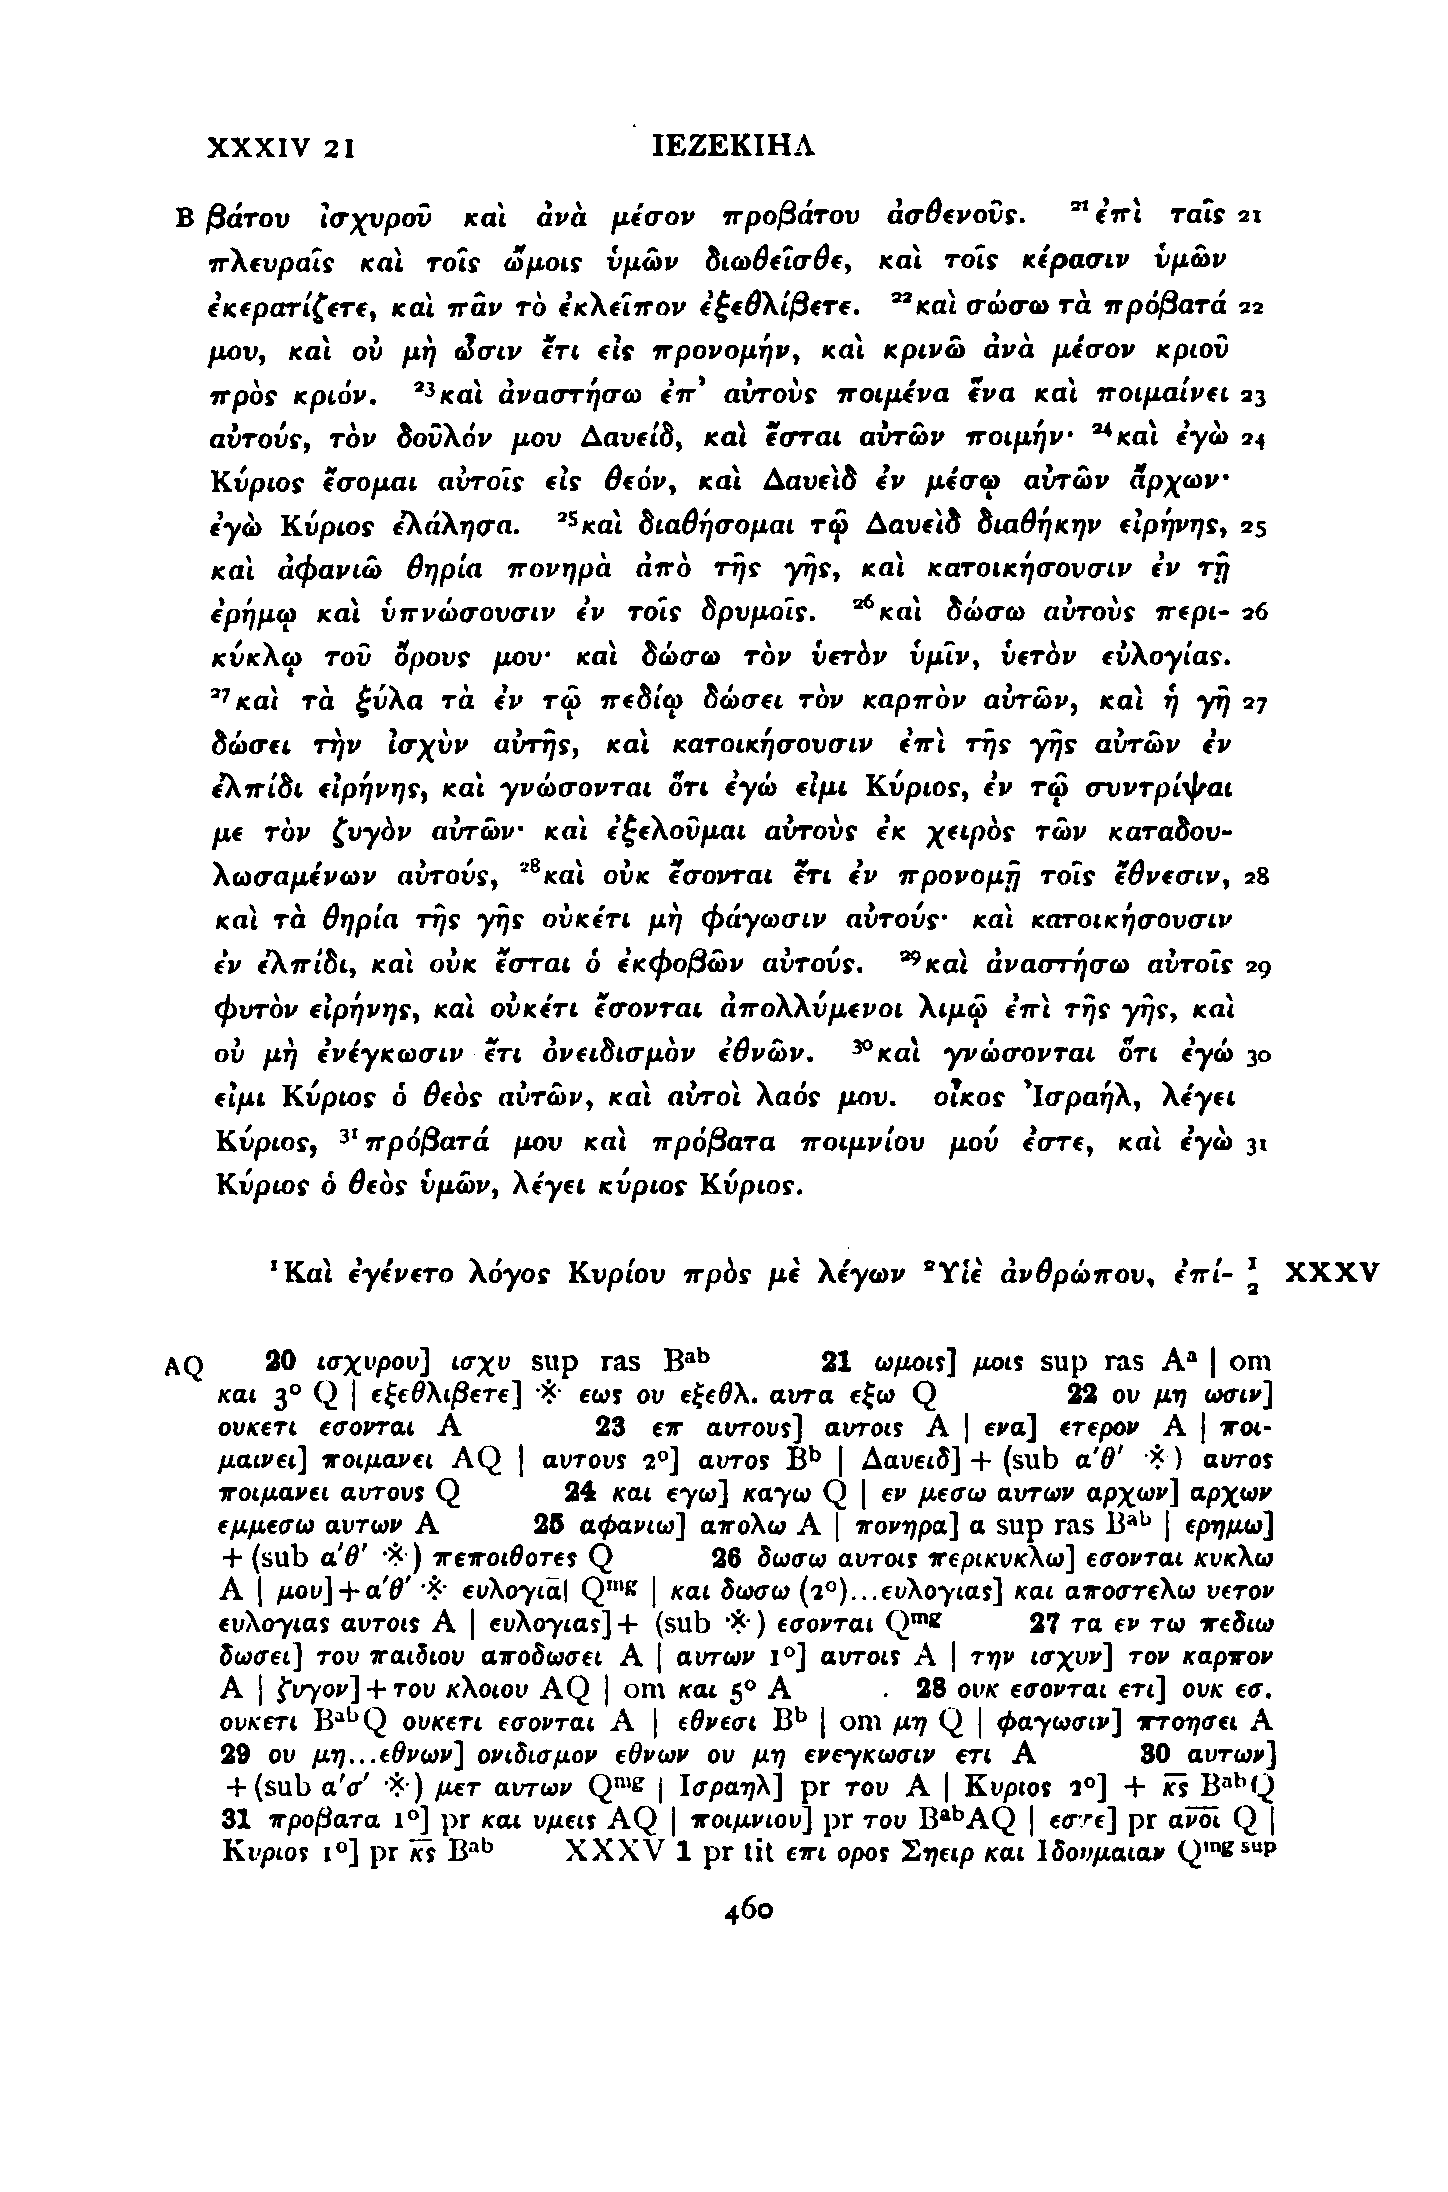 XXXIV 21 ΙΕΖΕΚΙΗΛ
B βάτου ἰσχυροῦ καὶ ἀνὰ μέσον προβάτου ἀσθενοῦς. ²¹ἐπὶ ταῖς 21
πλευραῖς καὶ τοῖς ὤμοις ὑμῶν διωθεῖσθε, καὶ τοῖς κέρασιν ὑμῶν
ἐκερατίζετε, καὶ πᾶν τὸ ἐκλεῖπον ἐξεθλίβετε. ²²καὶ σώσω τὰ πρόβατά 22
μου, καὶ οὐ μὴ ὦσιν ἔτι εἰς προνομήν, καὶ κρινῶ ἀνὰ μέσον κριοῦ
πρὸς κριόν. ²³καὶ ἀναστήσω ἐπ᾽ αὐτοὺς ποιμένα ἕνα καὶ ποιμαίνει 23
αὐτούς, τὸν δοῦλόν μου Δαυείδ, καὶ ἔσται αὐτῶν ποιμήν· ²⁴καὶ ἐγὼ 24
Κύριος ἔσομαι αὐτοῖς εἰς θεόν, καὶ Δαυεὶδ ἐν μέσῳ αὐτῶν ἄρχων·
ἐγὼ Κύριος ἐλάλησα. ²⁵καὶ διαθήσομαι τῷ Δαυεὶδ διαθήκην εἰρήνης, 25
καὶ ἀφανιῶ θηρία πονηρὰ ἀπὸ τῆς γῆς, καὶ κατοικήσουσιν ἐν τῇ
ἐρήμῳ καὶ ὑπνώσουσιν ἐν τοῖς δρυμοῖς. ²⁶καὶ δώσω αὐτοὺς περι- 26
κύκλῳ τοῦ ὄρους μου· καὶ δώσω τὸν ὑετὸν ὑμῖν, ὑετὸν εὐλογίας.
²⁷καὶ τὰ ξύλα τὰ ἐν τῷ πεδίῳ δώσει τὸν καρπὸν αὐτῶν, καὶ ἡ γῆ 27
δώσει τὴν ἰσχὺν αὐτῆς, καὶ κατοικήσουσιν ἐπὶ τῆς γῆς αὐτῶν ἐν
ἐλπίδι εἰρήνης, καὶ γνώσονται ὅτι ἐγώ εἰμι Κύριος, ἐν τῷ συντρίψαι
με τὸν ζυγὸν αὐτῶν· καὶ ἐξελοῦμαι αὐτοὺς ἐκ χειρὸς τῶν καταδου-
λωσαμένων αὐτούς, ²⁸καὶ οὐκ ἔσονται ἔτι ἐν προνομῇ τοῖς ἔθνεσιν, 28
καὶ τὰ θηρία τῆς γῆς οὐκέτι μὴ φάγωσιν αὐτούς· καὶ κατοικήσουσιν
ἐν ἐλπίδι, καὶ οὐκ ἔσται ὁ ἐκφοβῶν αὐτούς. ²⁹καὶ ἀναστήσω αὐτοῖς 29
φυτὸν εἰρήνης, καὶ οὐκέτι ἔσονται ἀπολλύμενοι λιμῷ ἐπὶ τῆς γῆς, καὶ
οὐ μὴ ἐνέγκωσιν ἔτι ὀνειδισμὸν ἐθνῶν. ³⁰καὶ γνώσονται ὅτι ἐγώ 30
εἰμι Κύριος ὁ θεὸς αὐτῶν, καὶ αὐτοὶ λαός μου. οἶκος Ἰσραήλ, λέγει
Κύριος, ³¹πρόβατά μου καὶ πρόβατα ποιμνίου μού ἐστε, καὶ ἐγὼ 31
Κύριος ὁ θεὸς ὑμῶν, λέγει κύριος Κύριος.
¹Καὶ ἐγένετο λόγος Κυρίου πρὸς μὲ λέγων ²Υἱὲ ἀνθρώπου, ἐπί- 1 2 XXXV
AQ 20 ισχυρου] ισχυ sup ras Bᵃᵇ 21 ωμοις] μοις sup ras Aᵃ | om
και 3° Q | εξεθλιβετε] ※ εως ου εξεθλ. αυτα εξω Q 22 ου μη ωσιν]
ουκετι εσονται A 23 επ αυτους] αυτοις A | ενα] ετερον A | ποι-
μαινει] ποιμανει AQ | αυτους 2°] αυτος Bᵇ | Δαυειδ] + (sub α′θ′ ※) αυτος
ποιμανει αυτους Q 24 και εγω] καγω Q | εν μεσω αυτων αρχων] αρχων
εμμεσω αυτων A 25 αφανιω] απολω A | πονηρα] α sup ras Bᵃᵇ | ερημω]
+ (sub α′θ′ ※) πεποιθοτες Q 26 δωσω αυτοις περικυκλω] εσονται κυκλω
A | μου] + α′θ′ ※ ευλογιᾱ| Qᵐᵍ | και δωσω (2°)...ευλογιας] και αποστελω υετον
ευλογιας αυτοις A | ευλογιας] + (sub ※) εσονται Qᵐᵍ 27 τα εν τω πεδιω
δωσει] του παιδιου αποδωσει A | αυτων 1°] αυτοις A | την ισχυν] τον καρπον
A | ζυγον] + του κλοιου AQ | om και 5° A 28 ουκ εσονται ετι] ουκ εσ.
ουκετι BᵃᵇQ ουκετι εσονται A | εθνεσι Bᵇ | om μη Q | φαγωσιν] πτοησει A
29 ου μη...εθνων] ονιδισμον εθνων ου μη ενεγκωσιν ετι A 30 αυτων]
+ (sub α′σ′ ※) μετ αυτων Qᵐᵍ | Ισραηλ] pr του A | Κυριος 2°] + κ̅ς̅ BᵃᵇQ
31 προβατα 1°] pr και υμεις AQ | ποιμνιου] pr του BᵃᵇAQ | εστε] pr α̅ν̅ο̅ι̅ Q |
Κυριος 1°] pr κ̅ς̅ Bᵃᵇ XXXV 1 pr tit επι ορος Σηειρ και Ιδουμαιαν Qᵐᵍ ˢᵘᵖ
460